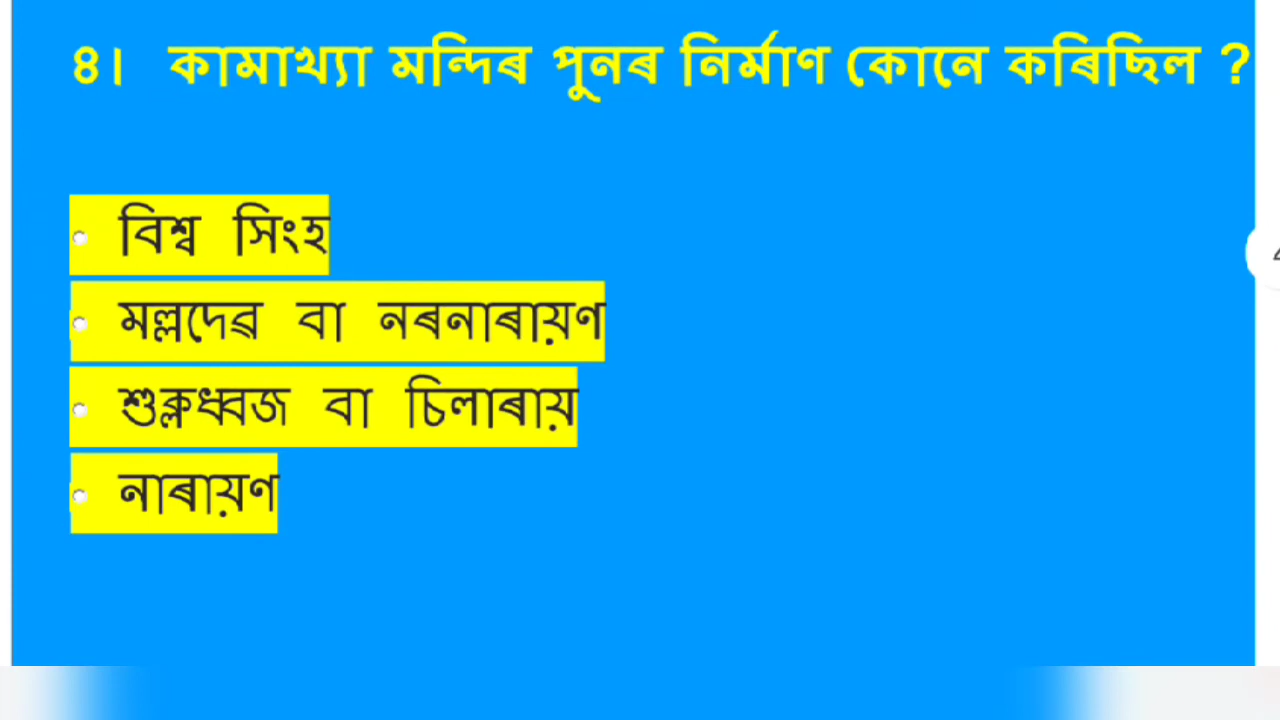 ৪।  কামাখ্যা মন্দিৰ পুনৰ নিৰ্মাণ কোনে কৰিছিল ?
বিশ্ব সিংহ
মল্লদেৱ বা নৰনাৰায়ণ
শুক্লধ্বজ বা চিলাৰায়
নাৰায়ণ